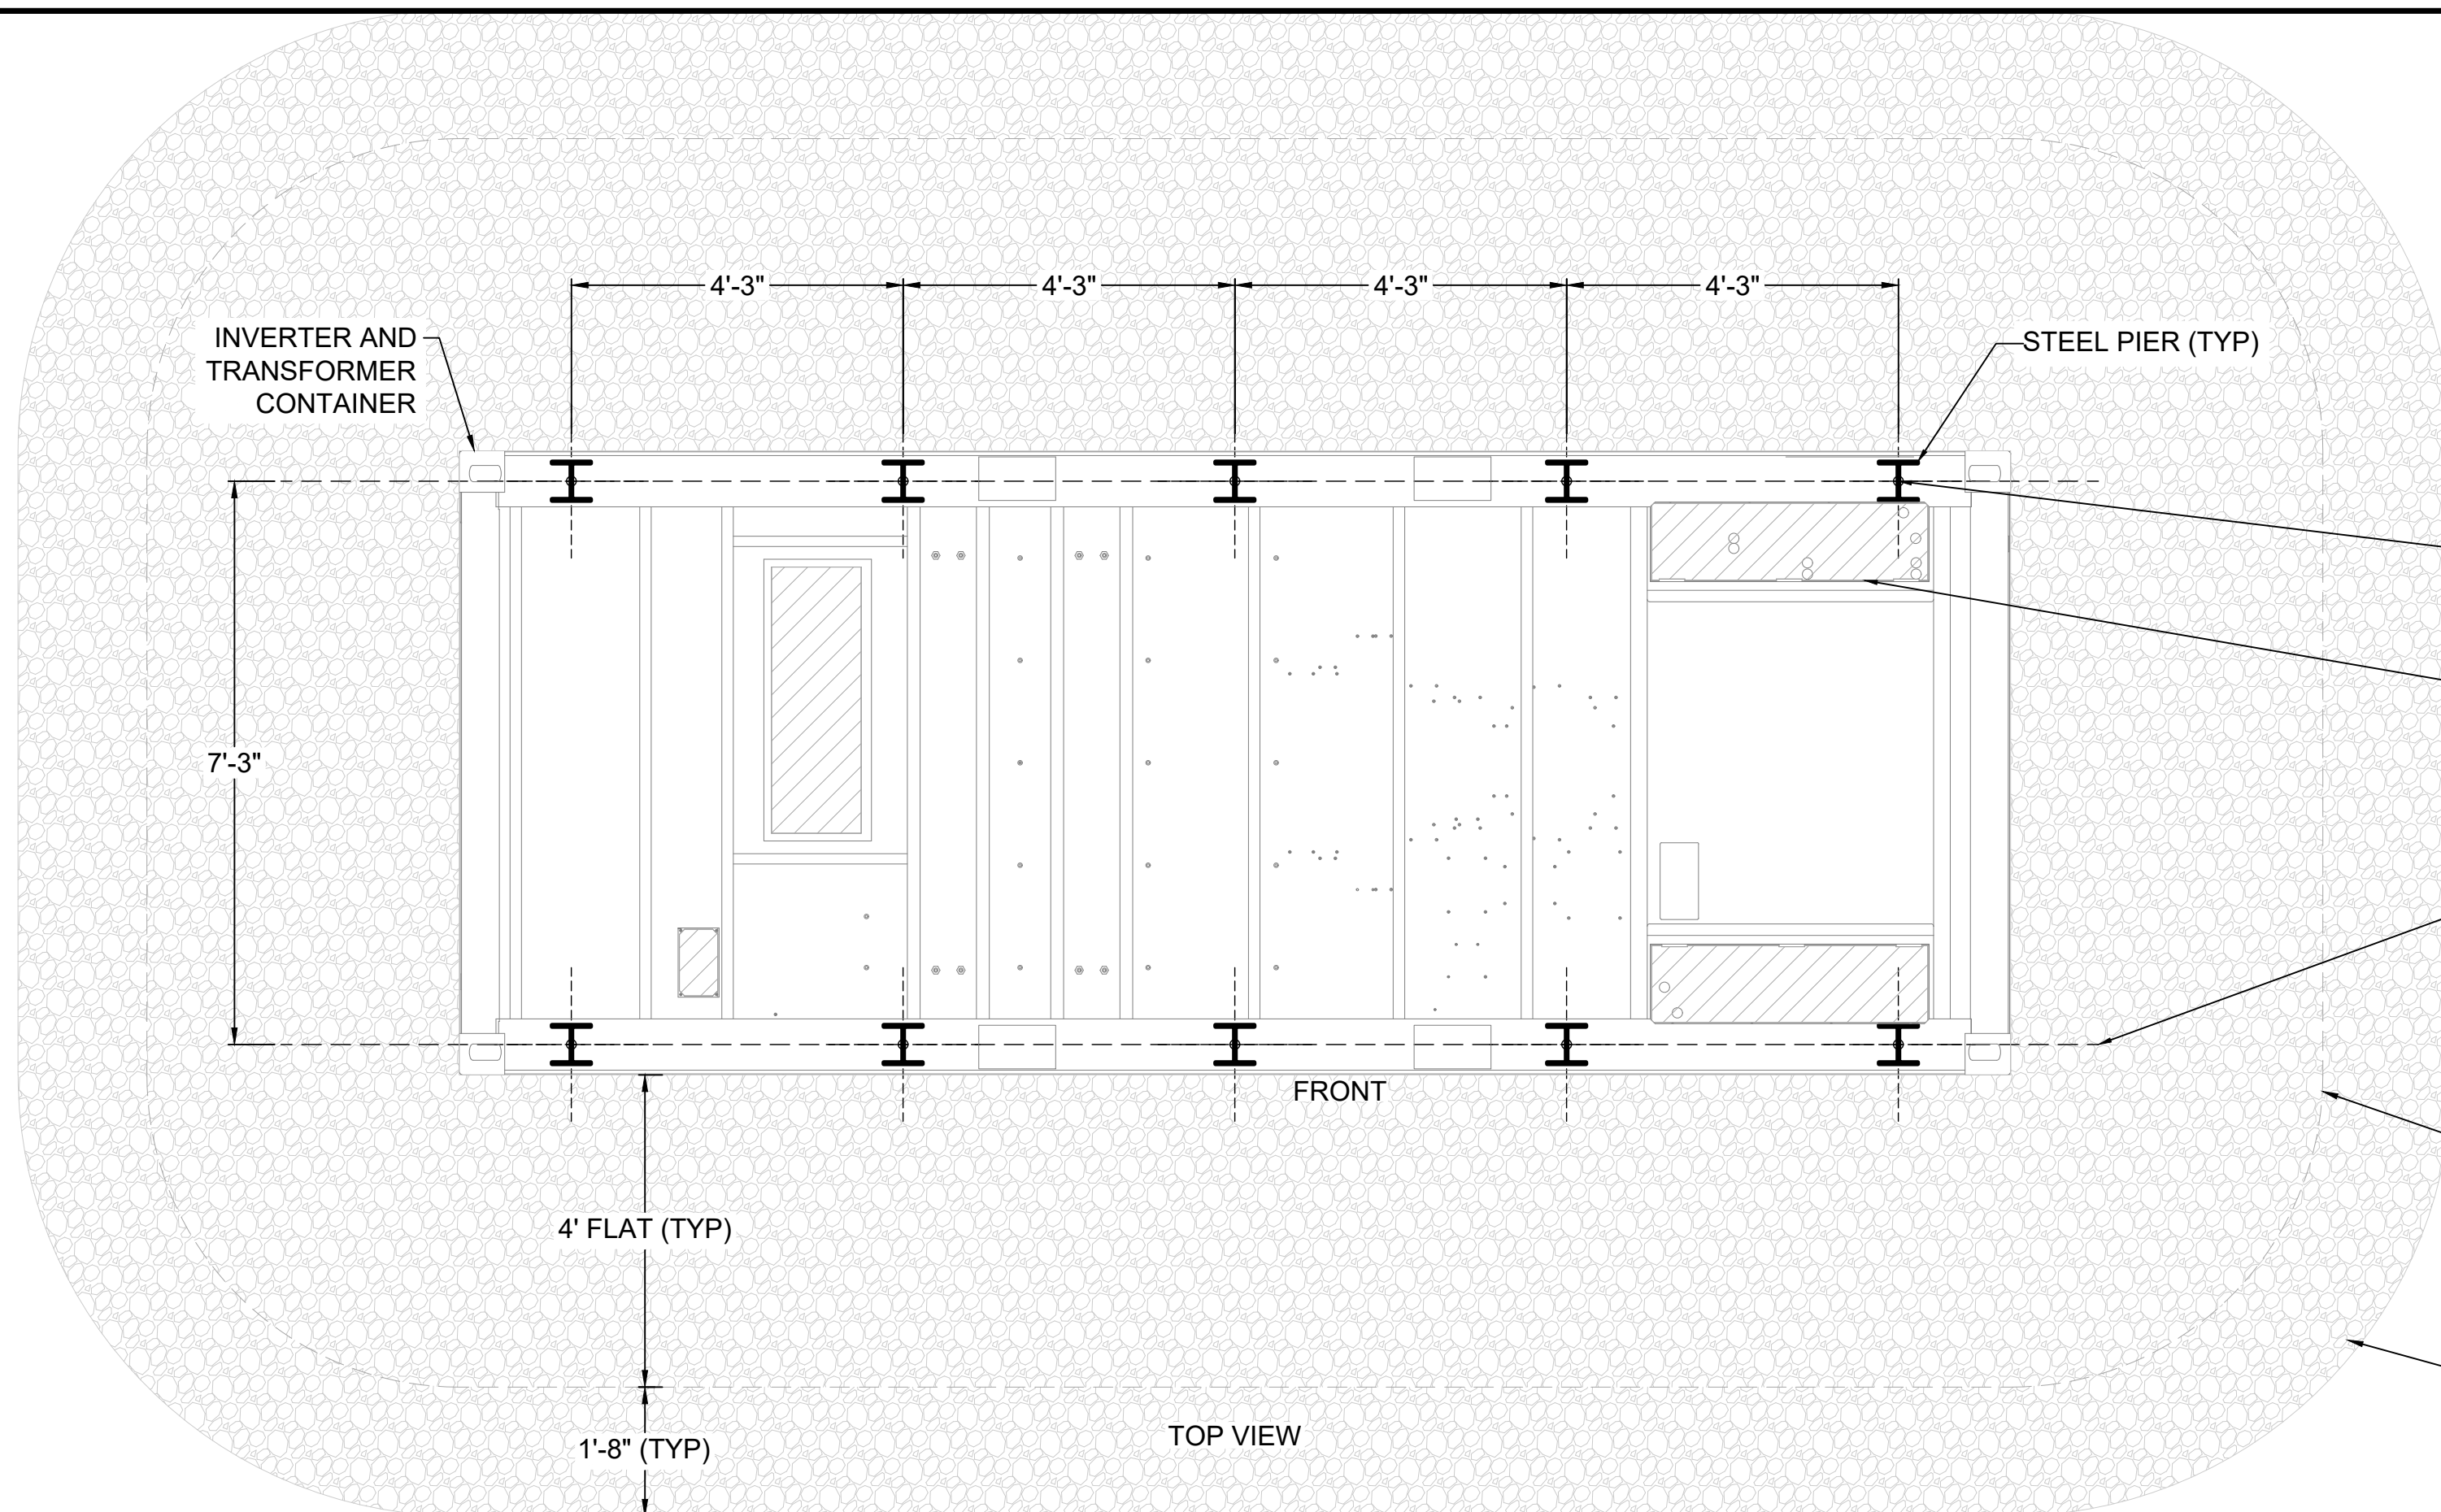 4'-3" 4'-3" 4'-3" 4'-3"
INVERTER AND
TRANSFORMER
CONTAINER
STEEL PIER (TYP)
7'-3"
FRONT
4' FLAT (TYP)
TOP VIEW
1'-8" (TYP)